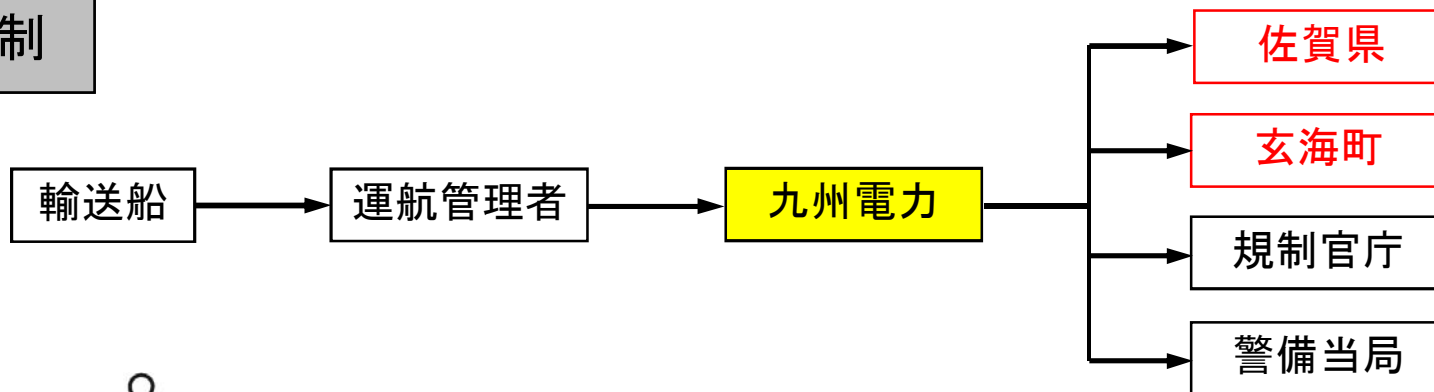 制
佐賀県
玄海町
輸送船
運航管理者
九州電力
規制官庁
警備当局